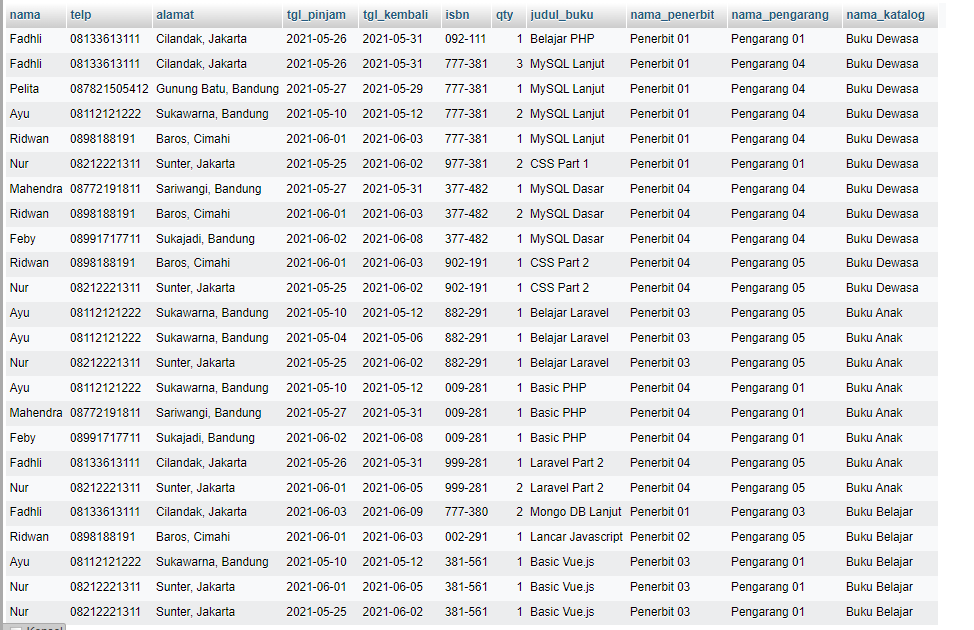 nama telp alamat tgl_pinjam tgl_kembali isbn qty judul_buku nama_penerbit nama_pengarang nama_katalog
Fadhli 08133613111 Cilandak, Jakarta 2021-05-26 2021-05-31 092-111 1 Belajar PHP Penerbit 01 Pengarang 01 Buku Dewasa
Fadhli 08133613111 Cilandak, Jakarta 2021-05-26 2021-05-31 777-381 3 MySQL Lanjut Penerbit 01 Pengarang 04 Buku Dewasa
Pelita 087821505412 Gunung Batu, Bandung 2021-05-27 2021-05-29 777-381 1 MySQL Lanjut Penerbit 01 Pengarang 04 Buku Dewasa
Ayu 08112121222 Sukawarna, Bandung 2021-05-10 2021-05-12 777-381 2 MySQL Lanjut Penerbit 01 Pengarang 04 Buku Dewasa
Ridwan 0898188191 Baros, Cimahi 2021-06-01 2021-06-03 777-381 1 MySQL Lanjut Penerbit 01 Pengarang 04 Buku Dewasa
Nur 08212221311 Sunter, Jakarta 2021-05-25 2021-06-02 977-381 2 CSS Part 1 Penerbit 01 Pengarang 01 Buku Dewasa
Mahendra 08772191811 Sariwangi, Bandung 2021-05-27 2021-05-31 377-482 1 MySQL Dasar Penerbit 04 Pengarang 04 Buku Dewasa
Ridwan 0898188191 Baros, Cimahi 2021-06-01 2021-06-03 377-482 2 MySQL Dasar Penerbit 04 Pengarang 04 Buku Dewasa
Feby 08991717711 Sukajadi, Bandung 2021-06-02 2021-06-08 377-482 1 MySQL Dasar Penerbit 04 Pengarang 04 Buku Dewasa
Ridwan 0898188191 Baros, Cimahi 2021-06-01 2021-06-03 902-191 1 CSS Part 2 Penerbit 04 Pengarang 05 Buku Dewasa
Nur 08212221311 Sunter, Jakarta 2021-05-25 2021-06-02 902-191 1 CSS Part 2 Penerbit 04 Pengarang 05 Buku Dewasa
Ayu 08112121222 Sukawarna, Bandung 2021-05-10 2021-05-12 882-291 1 Belajar Laravel Penerbit 03 Pengarang 05 Buku Anak
Ayu 08112121222 Sukawarna, Bandung 2021-05-04 2021-05-06 882-291 1 Belajar Laravel Penerbit 03 Pengarang 05 Buku Anak
Nur 08212221311 Sunter, Jakarta 2021-05-25 2021-06-02 882-291 1 Belajar Laravel Penerbit 03 Pengarang 05 Buku Anak
Ayu 08112121222 Sukawarna, Bandung 2021-05-10 2021-05-12 009-281 1 Basic PHP Penerbit 04 Pengarang 01 Buku Anak
Mahendra 08772191811 Sariwangi, Bandung 2021-05-27 2021-05-31 009-281 1 Basic PHP Penerbit 04 Pengarang 01 Buku Anak
Feby 08991717711 Sukajadi, Bandung 2021-06-02 2021-06-08 009-281 1 Basic PHP Penerbit 04 Pengarang 01 Buku Anak
Fadhli 08133613111 Cilandak, Jakarta 2021-05-26 2021-05-31 999-281 1 Laravel Part 2 Penerbit 04 Pengarang 05 Buku Anak
Nur 08212221311 Sunter, Jakarta 2021-06-01 2021-06-05 999-281 2 Laravel Part 2 Penerbit 04 Pengarang 05 Buku Anak
Fadhli 08133613111 Cilandak, Jakarta 2021-06-03 2021-06-09 777-380 2 Mongo DB Lanjut Penerbit 01 Pengarang 03 Buku Belajar
Ridwan 0898188191 Baros, Cimahi 2021-06-01 2021-06-03 002-291 1 Lancar Javascript Penerbit 02 Pengarang 05 Buku Belajar
Ayu 08112121222 Sukawarna, Bandung 2021-05-10 2021-05-12 381-561 1 Basic Vue.js Penerbit 03 Pengarang 01 Buku Belajar
Nur 08212221311 Sunter, Jakarta 2021-06-01 2021-06-05 381-561 1 Basic Vue.js Penerbit 03 Pengarang 01 Buku Belajar
Nur 08212221311 Sunter, Jakarta 2021-05-25 2021-06-02 381-561 1 Basic Vue.js Penerbit 03 Pengarang 01 Buku Belajar